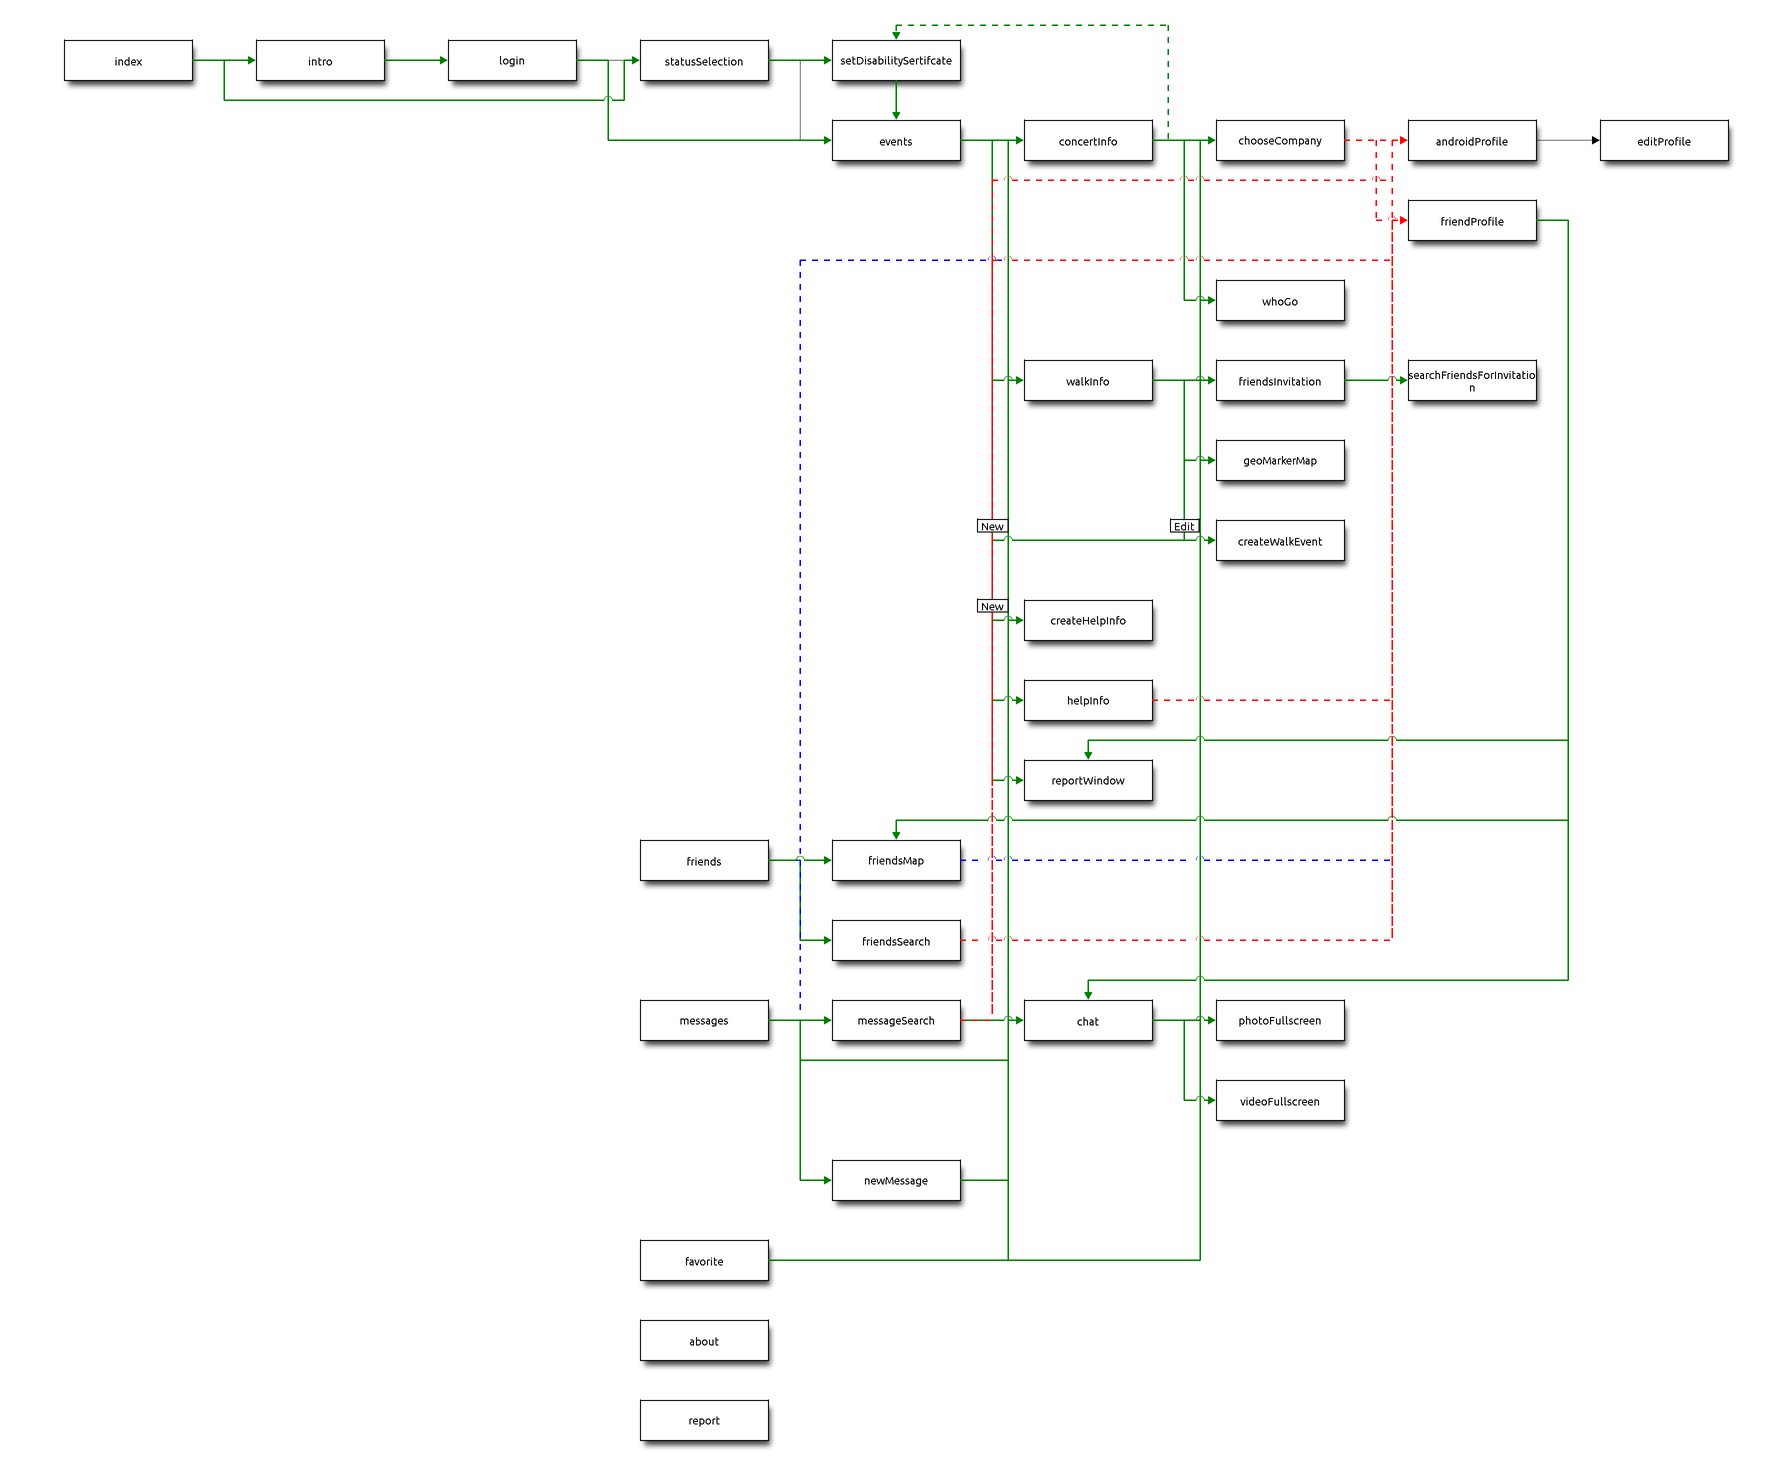 index
intro
login
statusSelection
setDisabilitySertifcate
events
concertInfo
chooseCompany
androidProfile
editProfile
friendProfile
whoGo
walkInfo
friendsInvitation
searchFriendsForInvitatio
n
geoMarkerMap
New
Edit
createWalkEvent
New
createHelpInfo
helpInfo
reportWindow
friends
friendsMap
friendsSearch
messages
messageSearch
chat
photoFullscreen
videoFullscreen
newMessage
favorite
about
report